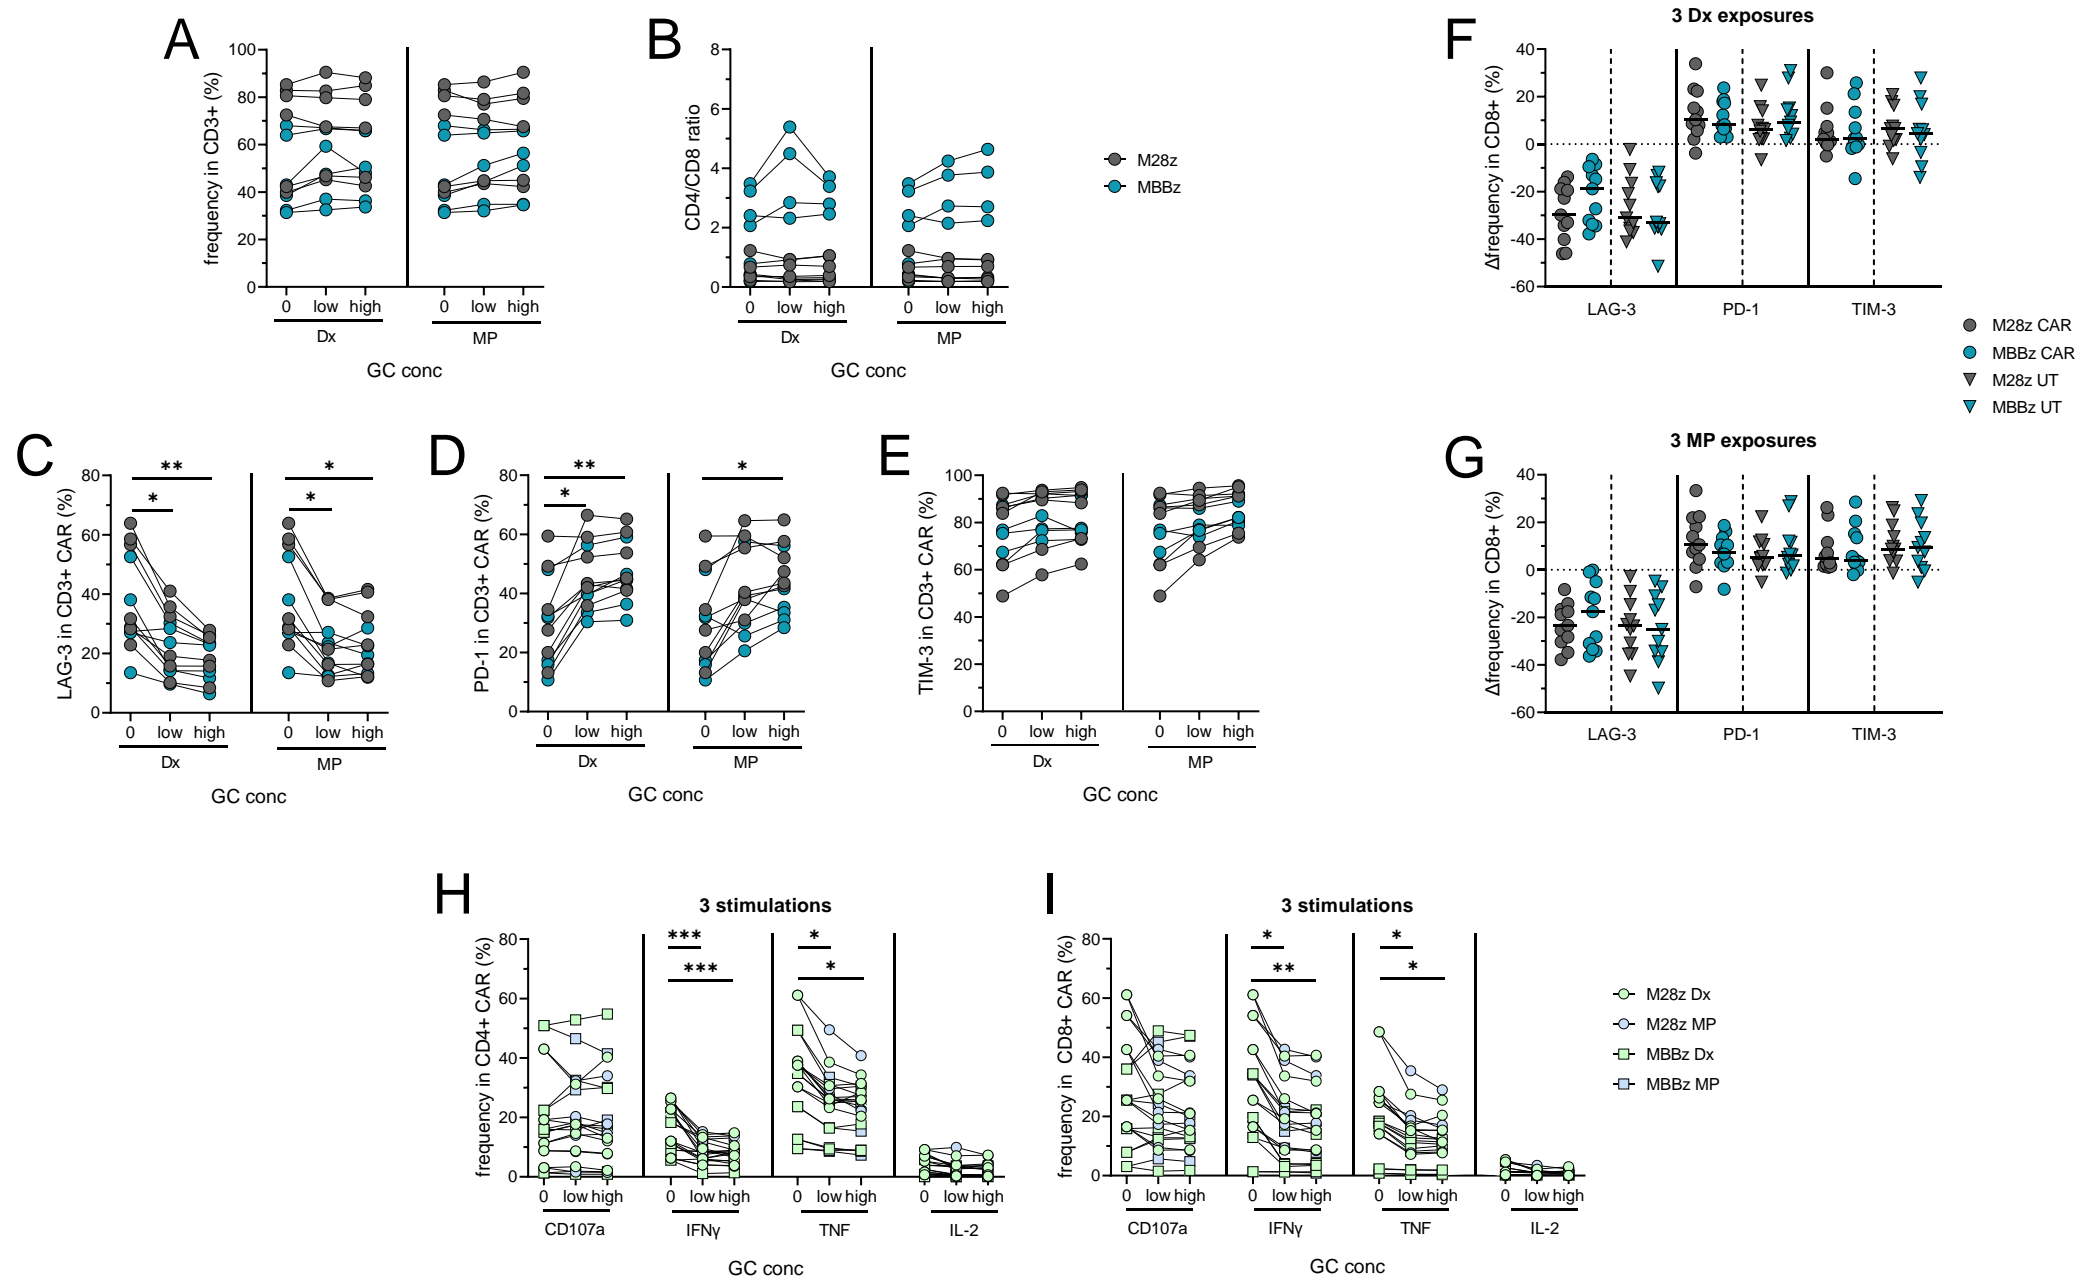 A
frequency in CD3+ (%)
100
80
60
40
20
0
0 low high
0 low high
Dx
MP
GC conc
B
CD4/CD8 ratio
8
6
4
2
0
0 low high
0 low high
Dx
MP
GC conc
M28z
MBBz
F
3 Dx exposures
Δfrequency in CD8+ (%)
40
20
0
-20
-40
-60
LAG-3
PD-1
TIM-3
M28z CAR
MBBz CAR
M28z UT
MBBz UT
C
LAG-3 in CD3+ CAR (%)
80
60
40
20
0
**
*
*
*
0 low high
0 low high
Dx
MP
GC conc
D
PD-1 in CD3+ CAR (%)
80
60
40
20
0
**
*
*
0 low high
0 low high
Dx
MP
GC conc
E
TIM-3 in CD3+ CAR (%)
100
80
60
40
20
0
0 low high
0 low high
Dx
MP
GC conc
G
3 MP exposures
Δfrequency in CD8+ (%)
40
20
0
-20
-40
-60
LAG-3
PD-1
TIM-3
H
3 stimulations
frequency in CD4+ CAR (%)
80
60
40
20
0
***
***
*
*
0 low high
0 low high
0 low high
0 low high
CD107a
IFNγ
TNF
IL-2
GC conc
I
3 stimulations
frequency in CD8+ CAR (%)
80
60
40
20
0
*
**
*
*
0 low high
0 low high
0 low high
0 low high
CD107a
IFNγ
TNF
IL-2
GC conc
M28z Dx
M28z MP
MBBz Dx
MBBz MP